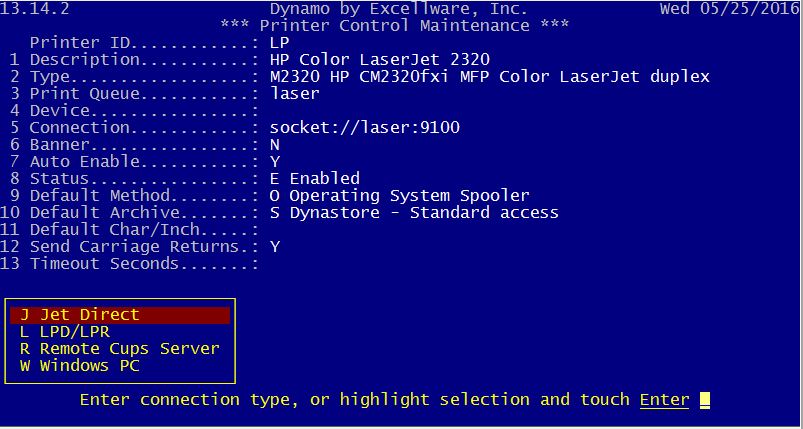 13.14.2 Dynamo by Excellware, Inc. Wed 05/25/2016
*** Printer Control Maintenance ***
Printer ID............: LP
1 Description...........: HP Color LaserJet 2320
2 Type..................: M2320 HP CM2320fxi MFP Color LaserJet duplex
3 Print Queue...........: laser
4 Device................:
5 Connection............: socket://laser:9100
6 Banner................: N
7 Auto Enable...........: Y
8 Status................: E Enabled
9 Default Method........: O Operating System Spooler
10 Default Archive.......: S Dynastore - Standard access
11 Default Char/Inch.....:
12 Send Carriage Returns.: Y
13 Timeout Seconds.......:
J Jet Direct
L LPD/LPR
R Remote Cups Server
W Windows PC
Enter connection type, or highlight selection and touch Enter